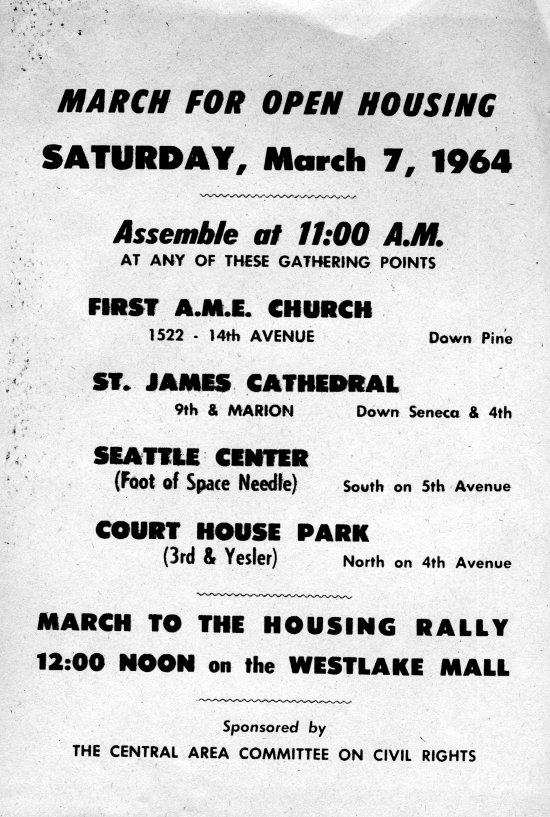 MARCH FOR OPEN HOUSING
SATURDAY, March 7, 1964
Assemble at 11:00 A.M.
AT ANY OF THESE GATHERING POINTS
FIRST A.M.E. CHURCH
1522 - 14th AVENUE Down Pine
ST. JAMES CATHEDRAL
9th & MARION Down Seneca & 4th
SEATTLE CENTER
(Foot of Space Needle) South on 5th Avenue
COURT HOUSE PARK
(3rd & Yesler) North on 4th Avenue
MARCH TO THE HOUSING RALLY
12:00 NOON on the WESTLAKE MALL
Sponsored by
THE CENTRAL AREA COMMITTEE ON CIVIL RIGHTS